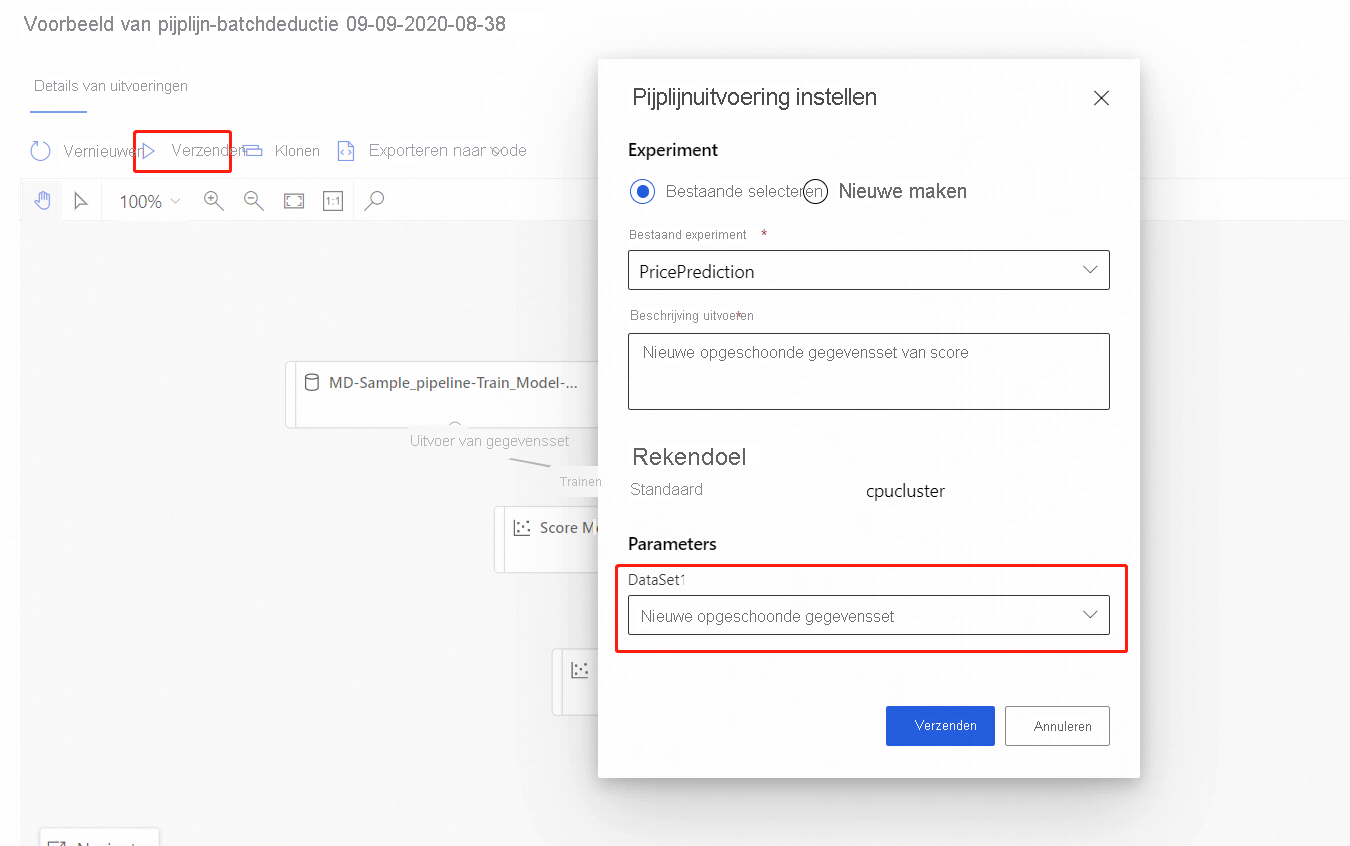 Voorbeeld van pijplijn-batchdeductie 09-09-2020-08-38
Details van uitvoeringen
Vernieuwen Verzenden Klonen Exporteren naar code
100% 1:1
MD-Sample_pipeline-Train_Model-...
Uitvoer van gegevensset
Trainen
Score
Pijplijnuitvoering instellen
Experiment
Bestaande selecteren Nieuwe maken
Bestaand experiment *
PricePrediction
Beschrijving uitvoeren *
Nieuwe opgeschoonde gegevensset van score
Rekendoel
Standaard cpucluster
Parameters
DataSet1
Nieuwe opgeschoonde gegevensset
Verzenden Annuleren